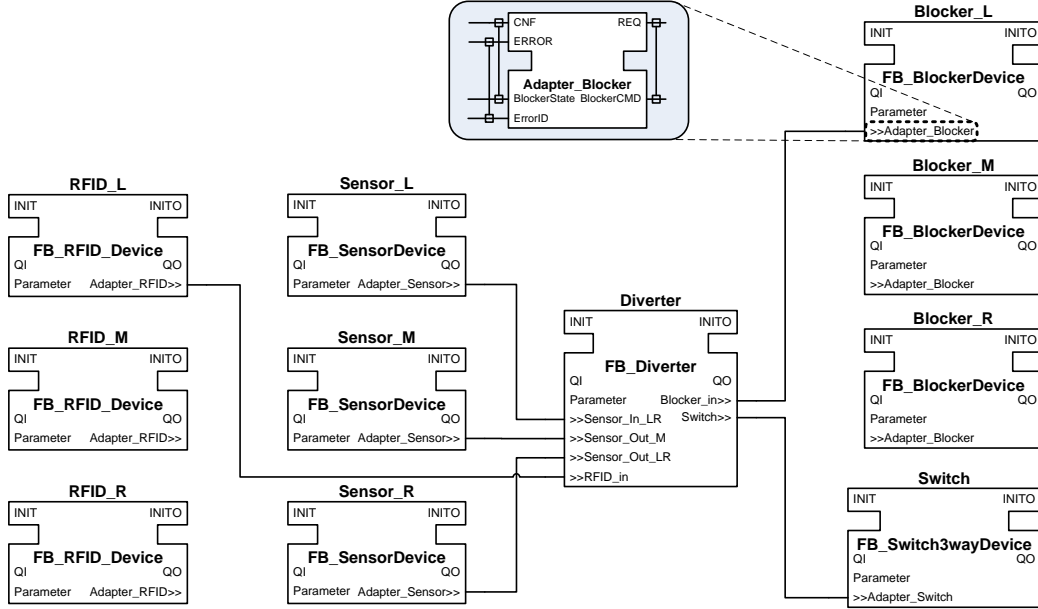 CNF REQ
ERROR
Adapter_Blocker
BlockerState BlockerCMD
ErrorID
Blocker_L
INIT INITO
FB_BlockerDevice
QI QO
Parameter
>>Adapter_Blocker
Blocker_M
INIT INITO
FB_BlockerDevice
QI QO
Parameter
>>Adapter_Blocker
Blocker_R
INIT INITO
FB_BlockerDevice
QI QO
Parameter
>>Adapter_Blocker
Switch
INIT INITO
FB_Switch3wayDevice
QI QO
Parameter
>>Adapter_Switch
RFID_L
INIT INITO
FB_RFID_Device
QI QO
Parameter Adapter_RFID>>
RFID_M
INIT INITO
FB_RFID_Device
QI QO
Parameter Adapter_RFID>>
RFID_R
INIT INITO
FB_RFID_Device
QI QO
Parameter Adapter_RFID>>
Sensor_L
INIT INITO
FB_SensorDevice
QI QO
Parameter Adapter_Sensor>>
Sensor_M
INIT INITO
FB_SensorDevice
QI QO
Parameter Adapter_Sensor>>
Sensor_R
INIT INITO
FB_SensorDevice
QI QO
Parameter Adapter_Sensor>>
Diverter
INIT INITO
FB_Diverter
QI QO
Parameter Blocker_in>>
>>Sensor_In_LR Switch>>
>>Sensor_Out_M
>>Sensor_Out_LR
>>RFID_in